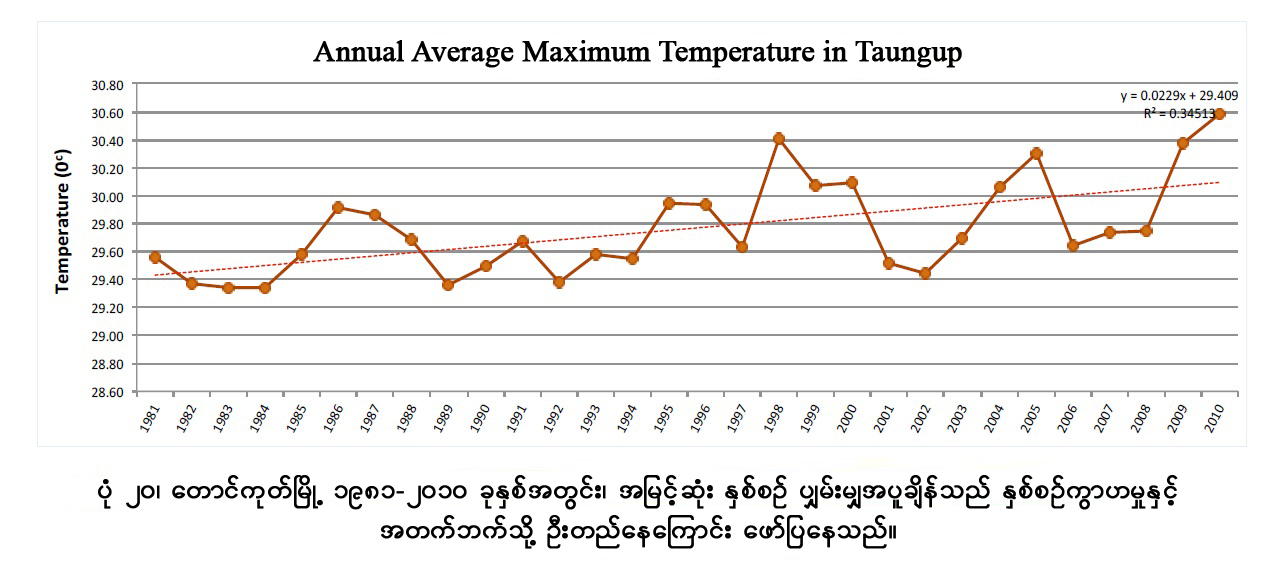 Annual Average Maximum Temperature in Taungup
30.80
30.60
30.40
30.20
30.00
29.80
29.60
29.40
29.20
29.00
28.80
28.60
Temperature (0ᶜ)
y = 0.0229x + 29.409
R² = 0.34513
1981 1982 1983 1984 1985 1986 1987 1988 1989 1990 1991 1992 1993 1994 1995 1996 1997 1998 1999 2000 2001 2002 2003 2004 2005 2006 2007 2008 2009 2010
ပုံ ၂၀၊ တောင်ကုတ်မြို့ ၁၉၈၁-၂၀၁၀ ခုနှစ်အတွင်း၊ အမြင့်ဆုံး နှစ်စဉ် ပျှမ်းမျှအပူချိန်သည် နှစ်စဉ်ကွာဟမှုနှင့်
အတက်ဘက်သို့ ဦးတည်နေကြောင်း ဖော်ပြနေသည်။